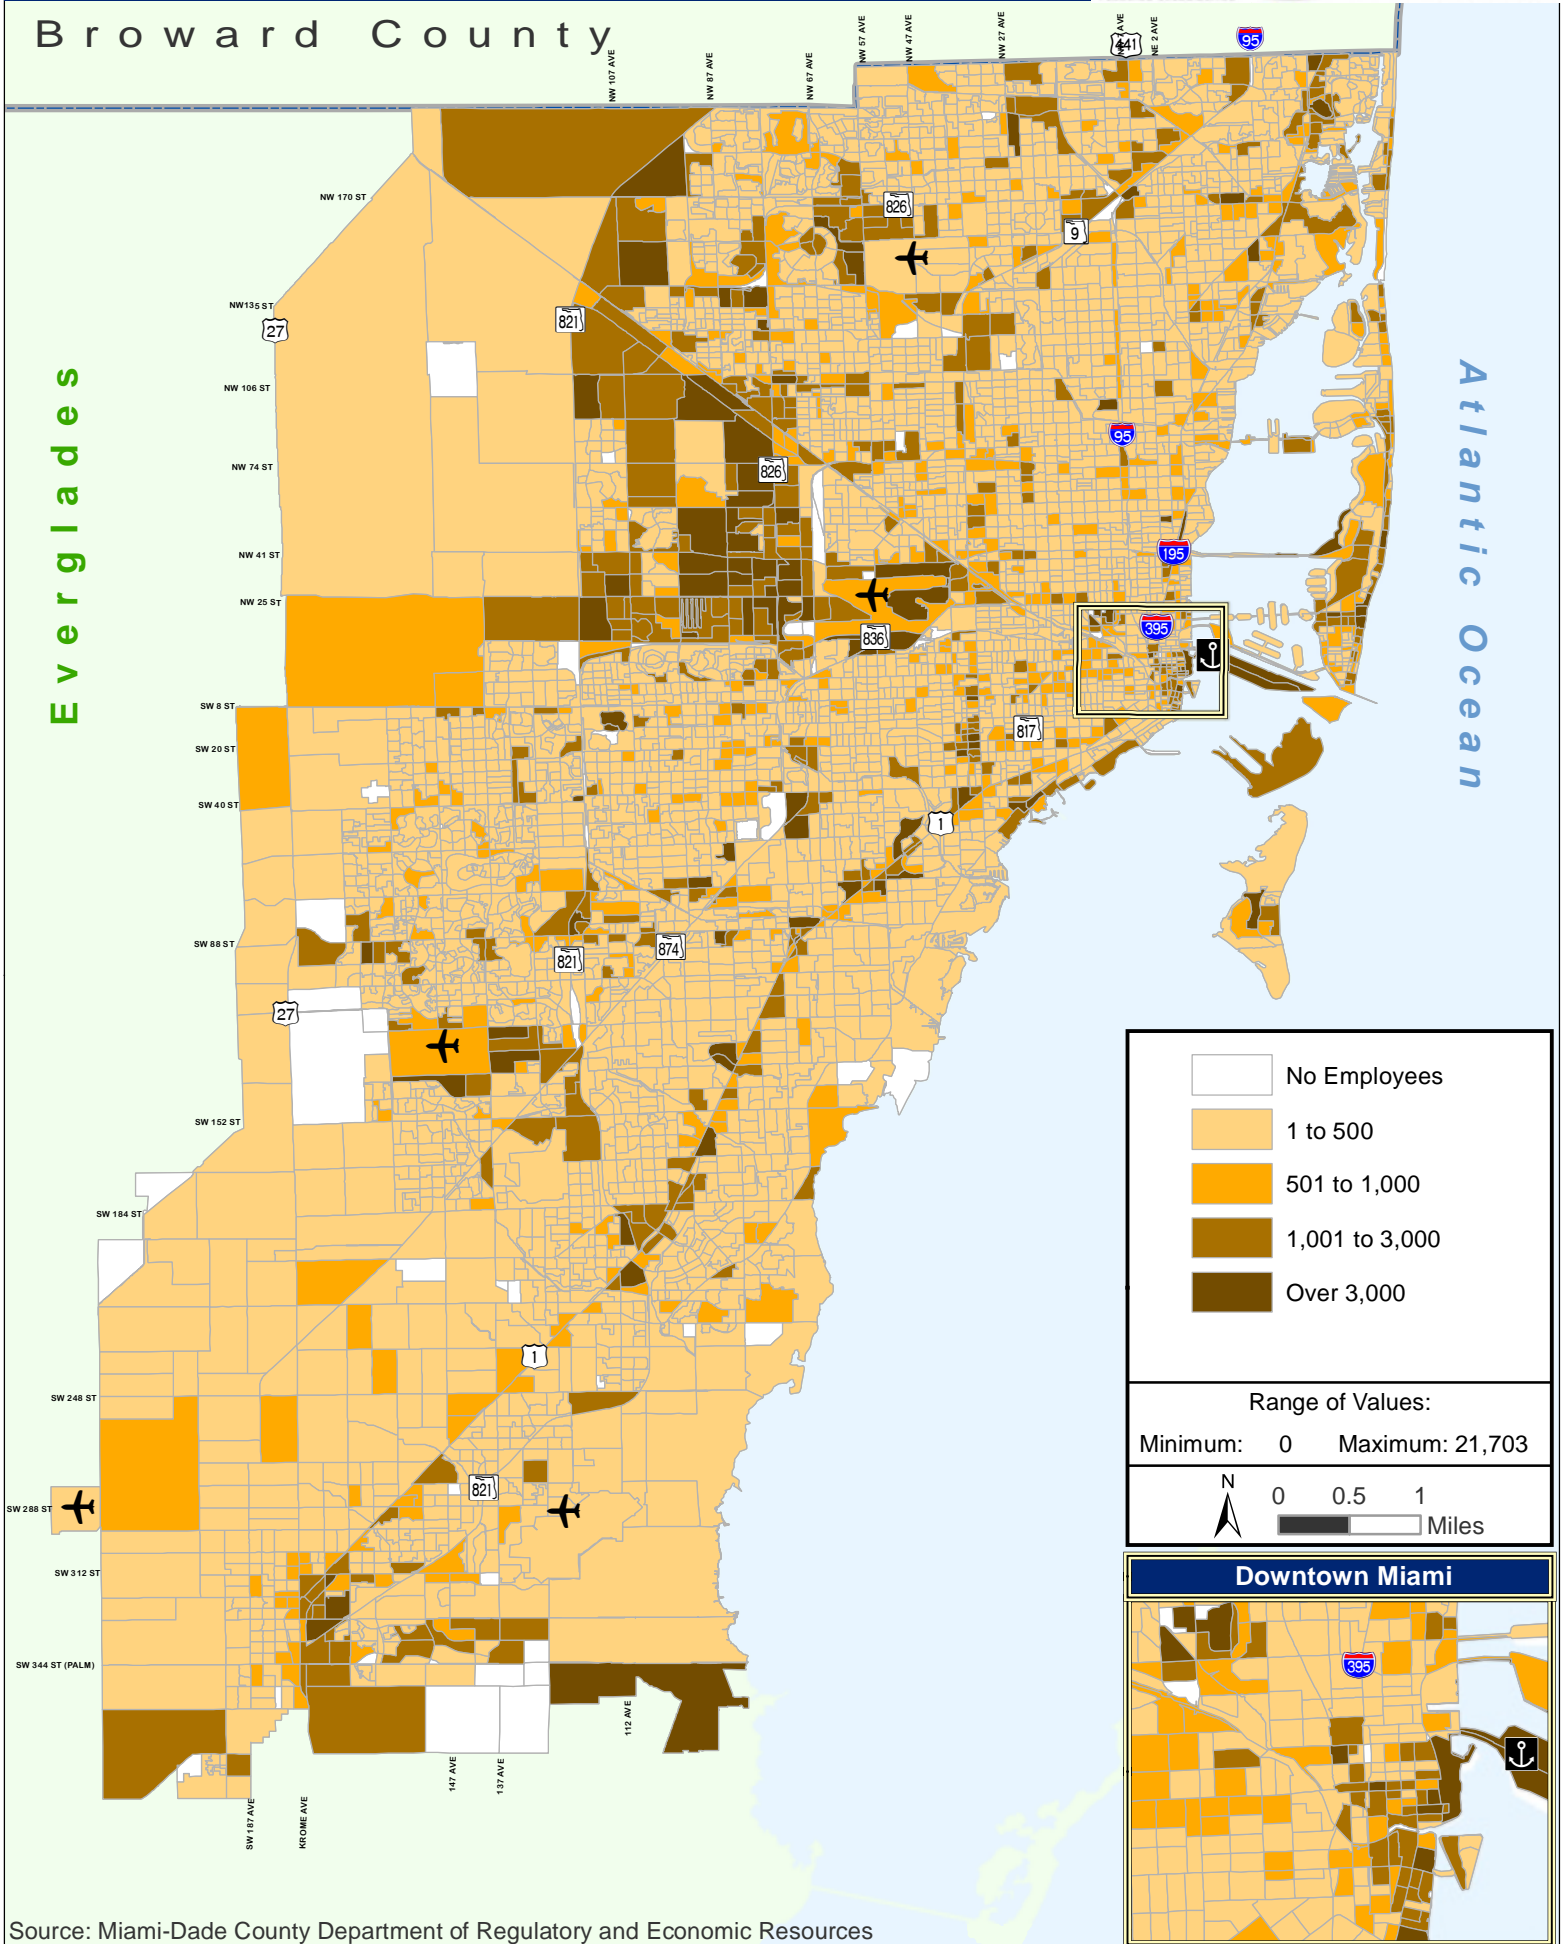 Broward County
NW 107 AVE
NW 87 AVE
NW 67 AVE
NW 57 AVE
NW 47 AVE
NW 27 AVE
441
NE 2 AVE
95
NW 170 ST
826
9
NW135 ST
27
821
NW 106 ST
95
NW 74 ST
826
NW 41 ST
195
NW 25 ST
836
395
Everglades
Atlantic Ocean
SW 8 ST
817
SW 20 ST
SW 40 ST
1
SW 88 ST
821
874
27
SW 152 ST
SW 184 ST
1
SW 248 ST
821
SW 288 ST
SW 312 ST
SW 344 ST (PALM)
112 AVE
147 AVE
137 AVE
SW 187 AVE
KROME AVE
No Employees
1 to 500
501 to 1,000
1,001 to 3,000
Over 3,000
Range of Values:
Minimum: 0 Maximum: 21,703
N
0 0.5 1
Miles
Downtown Miami
395
Source: Miami-Dade County Department of Regulatory and Economic Resources